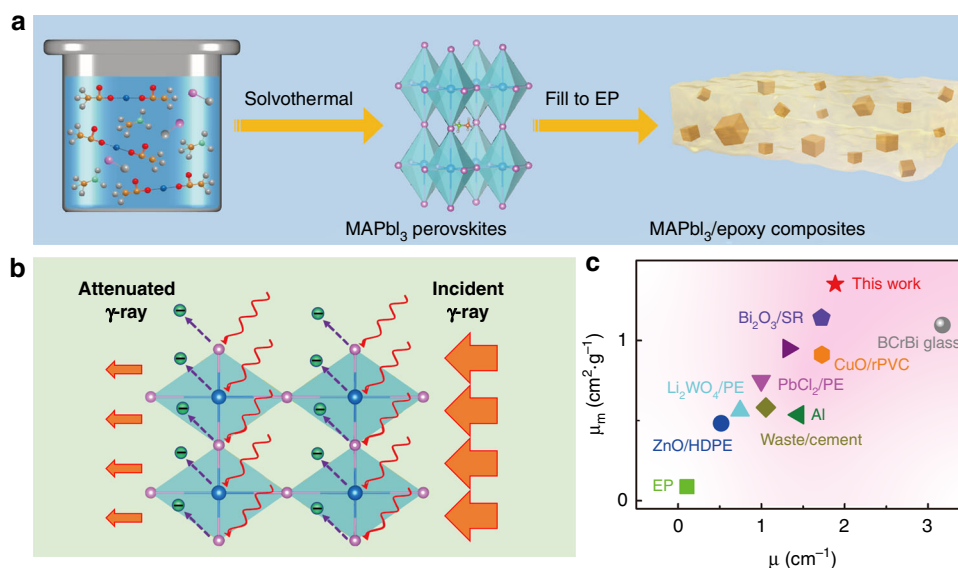 a
Solvothermal
Fill to EP
MAPbI₃ perovskites
MAPbI₃/epoxy composites
b
Attenuated
γ-ray
Incident
γ-ray
c
This work
Bi₂O₃/SR
BCrBi glass
CuO/rPVC
Li₂WO₄/PE
PbCl₂/PE
Al
Waste/cement
ZnO/HDPE
EP
μₘ (cm²·g⁻¹)
1
0
0 1 2 3
μ (cm⁻¹)